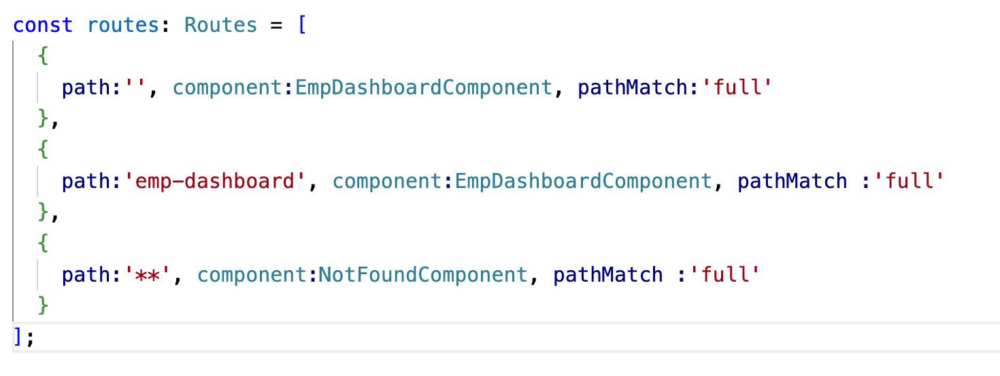 const routes: Routes = [
  {
    path:'', component:EmpDashboardComponent, pathMatch:'full'
  },
  {
    path:'emp-dashboard', component:EmpDashboardComponent, pathMatch :'full'
  },
  {
    path:'**', component:NotFoundComponent, pathMatch :'full'
  }
];